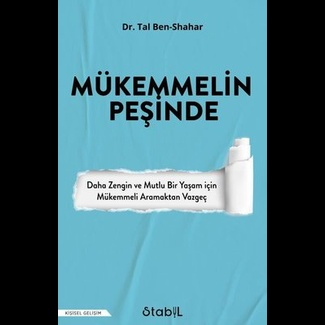 Dr. Tal Ben-Shahar
MÜKEMMELİN
PEŞİNDE
Daha Zengin ve Mutlu Bir Yaşam için
Mükemmeli Aramaktan Vazgeç
KİŞİSEL GELİŞİM
StabiL